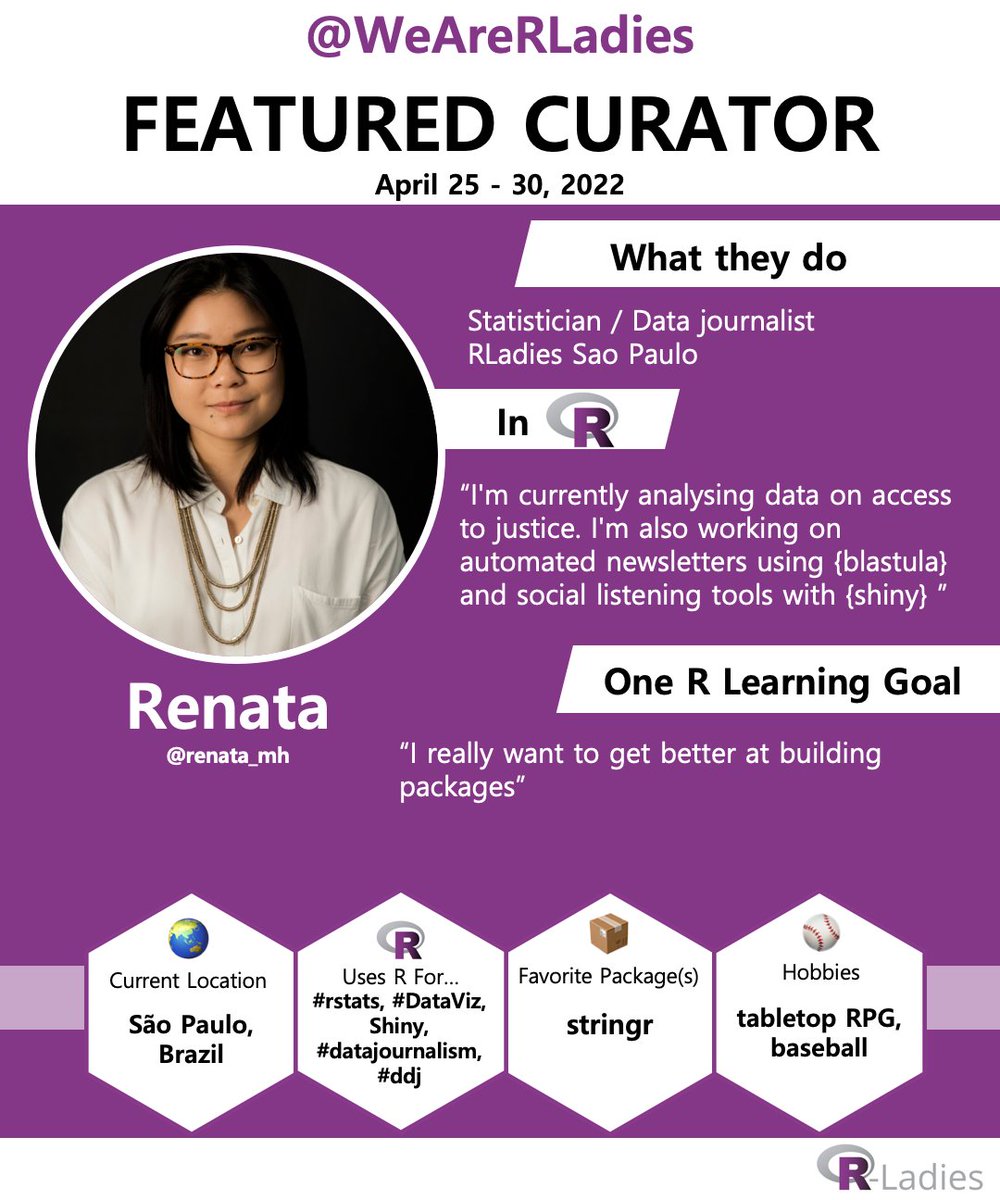 @WeAreRLadies
FEATURED CURATOR
April 25 - 30, 2022
What they do
Statistician / Data journalist
RLadies Sao Paulo
In R
“I'm currently analysing data on access
to justice. I'm also working on
automated newsletters using {blastula}
and social listening tools with {shiny} ”
Renata
@renata_mh
One R Learning Goal
“I really want to get better at building
packages”
Current Location
São Paulo,
Brazil
R
Uses R For...
#rstats, #DataViz,
Shiny,
#datajournalism,
#ddj
Favorite Package(s)
stringr
Hobbies
tabletop RPG,
baseball
R-Ladies